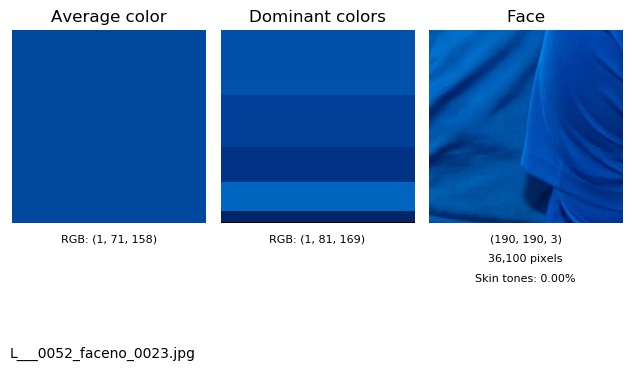 Average color
Dominant colors
Face
RGB: (1, 71, 158)
RGB: (1, 81, 169)
(190, 190, 3)
36,100 pixels
Skin tones: 0.00%
L___0052_faceno_0023.jpg